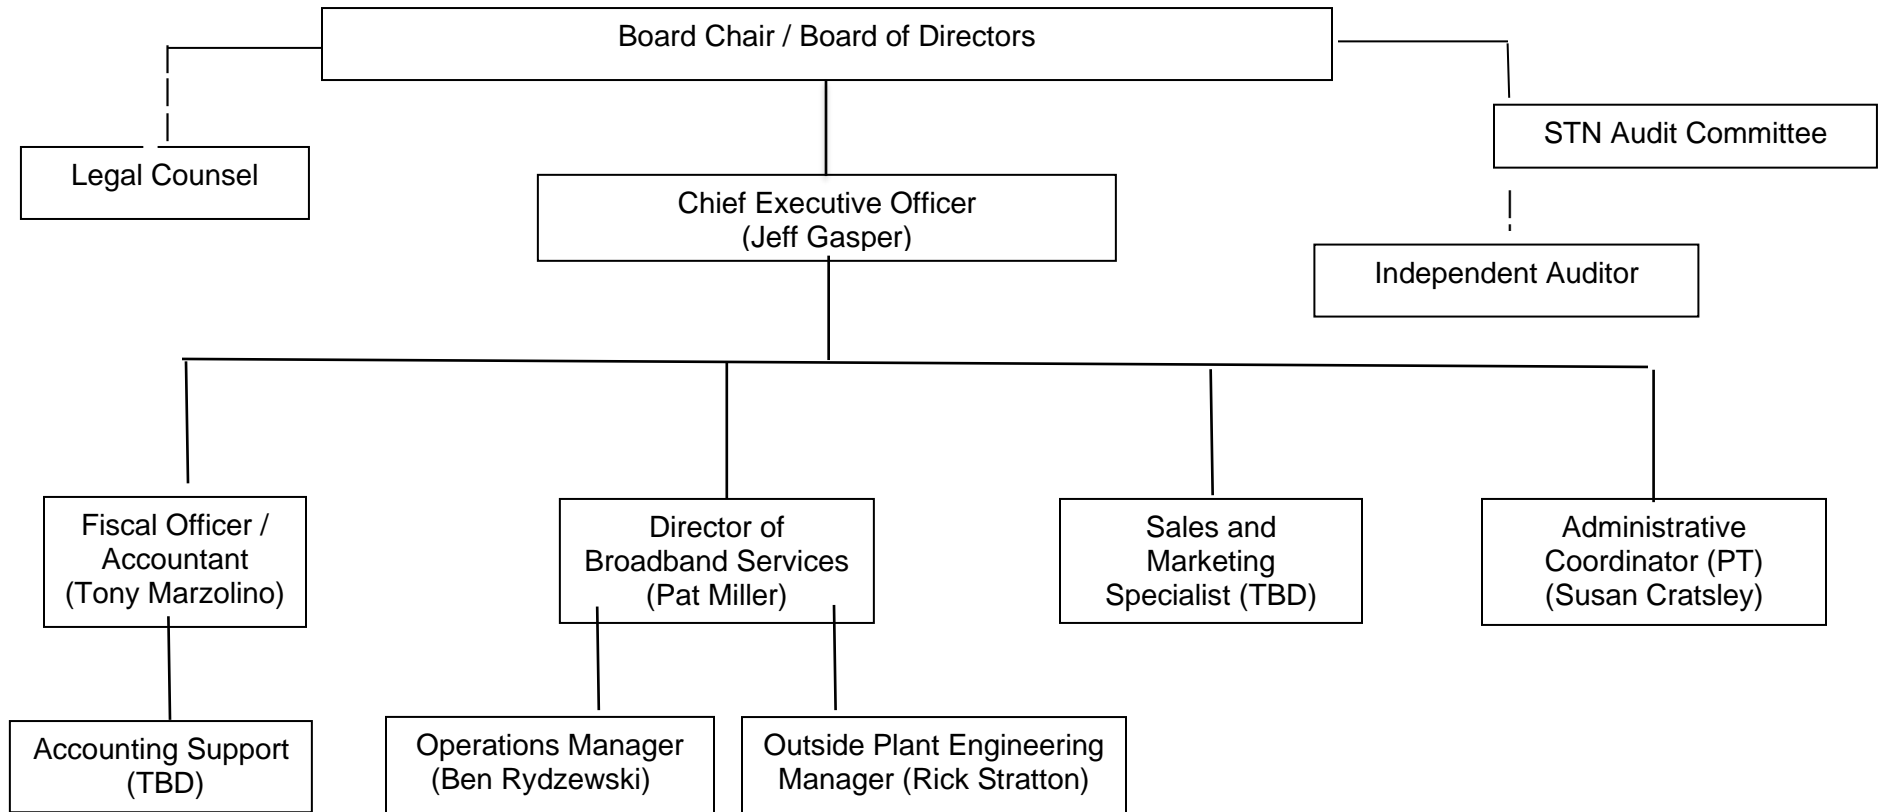 Board Chair / Board of Directors
Legal Counsel
STN Audit Committee
Chief Executive Officer
(Jeff Gasper)
Independent Auditor
Fiscal Officer /
Accountant
(Tony Marzolino)
Director of
Broadband Services
(Pat Miller)
Sales and
Marketing
Specialist (TBD)
Administrative
Coordinator (PT)
(Susan Cratsley)
Accounting Support
(TBD)
Operations Manager
(Ben Rydzewski)
Outside Plant Engineering
Manager (Rick Stratton)